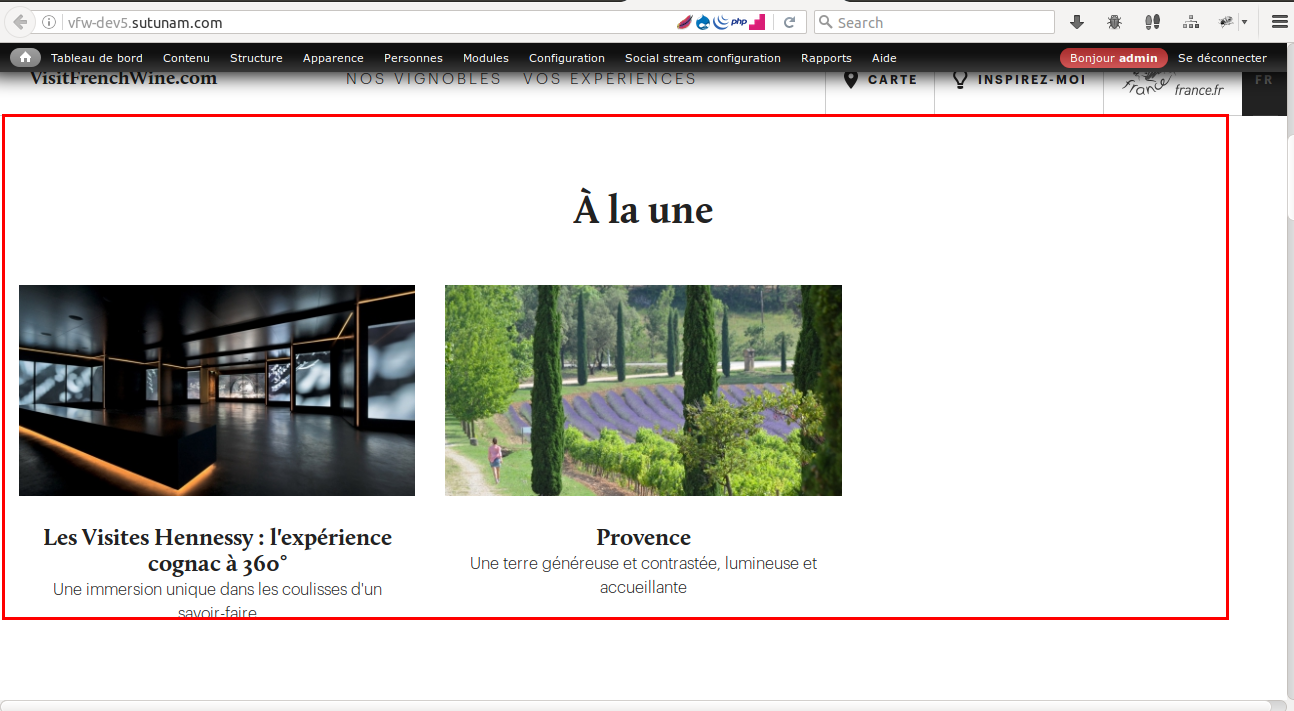 vfw-dev5.sutunam.com
php
Search
Tableau de bord Contenu Structure Apparence Personnes Modules Configuration Social stream configuration Rapports Aide Bonjour admin Se déconnecter
VisitFrenchWine.com NOS VIGNOBLES VOS EXPÉRIENCES CARTE INSPIREZ-MOI france france.fr FR
À la une
Les Visites Hennessy : l'expérience
cognac à 360°
Une immersion unique dans les coulisses d'un
savoir-faire
Provence
Une terre généreuse et contrastée, lumineuse et
accueillante